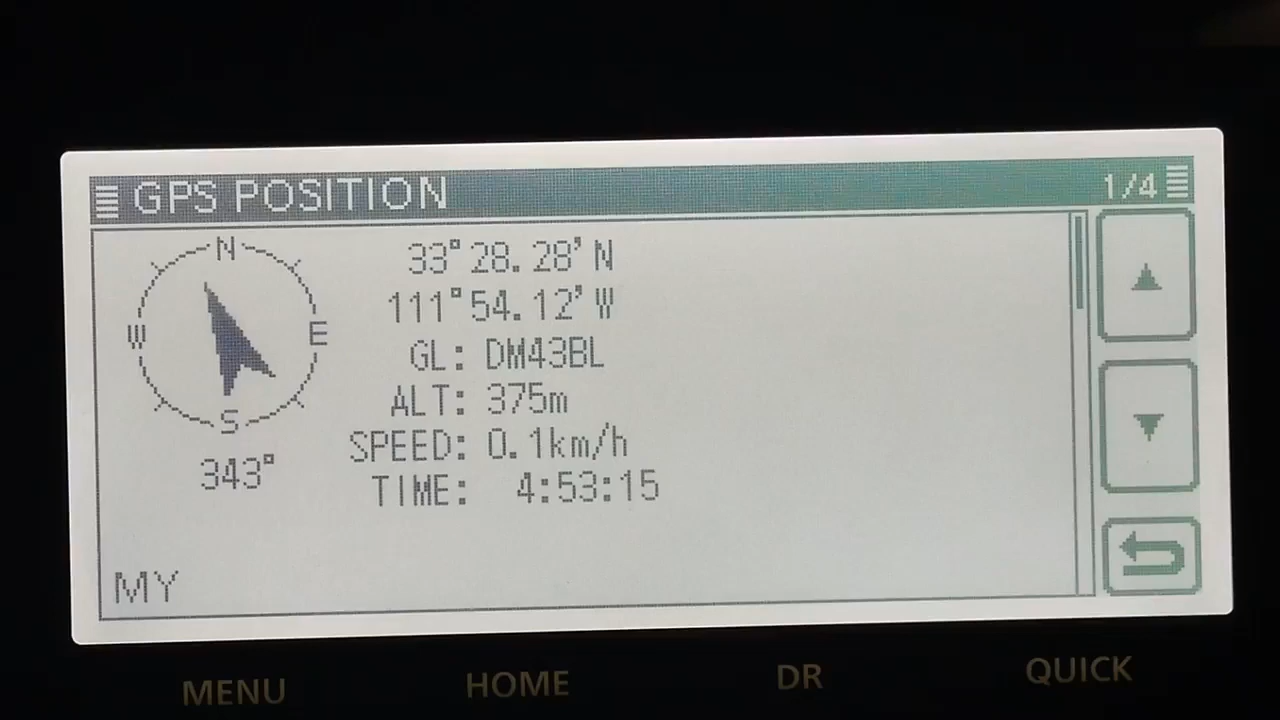 GPS POSITION 1/4
N
W E
S
343°
33°28.28'N
111°54.12'W
GL: DM43BL
ALT: 375m
SPEED: 0.1km/h
TIME: 4:53:15
MY
MENU HOME DR QUICK